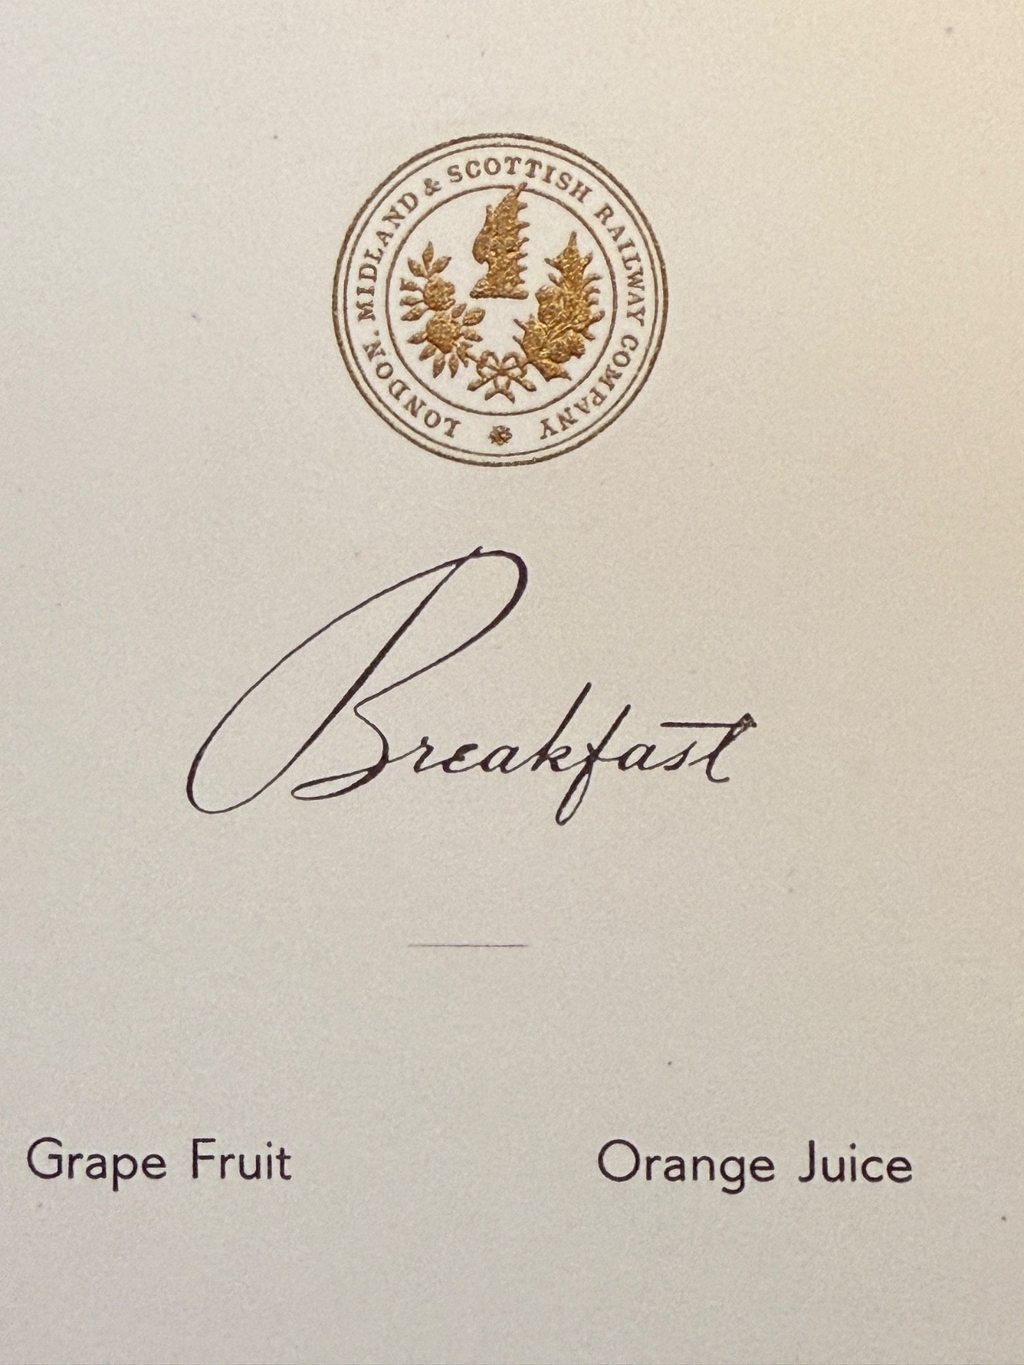 LONDON, MIDLAND & SCOTTISH RAILWAY COMPANY
Breakfast
Grape Fruit Orange Juice